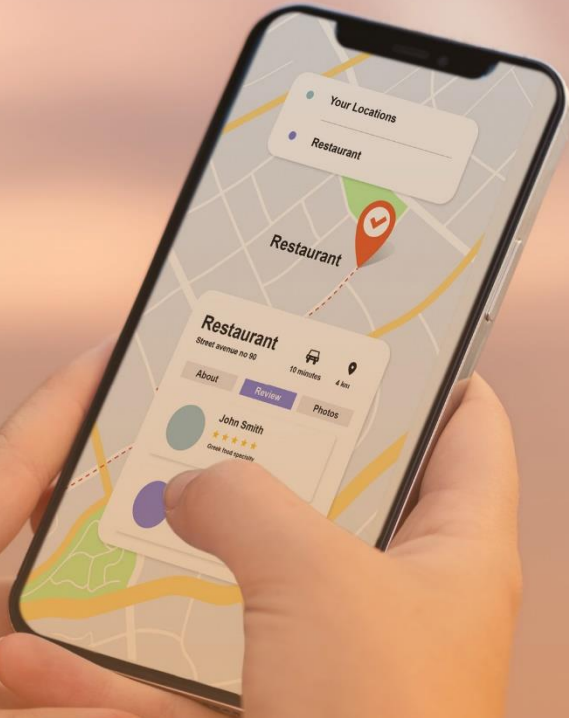 Your Locations
Restaurant
Restaurant
Restaurant
Street avenue no 90
10 minutes
4 km
About
Review
Photos
John Smith
Greek food specialty